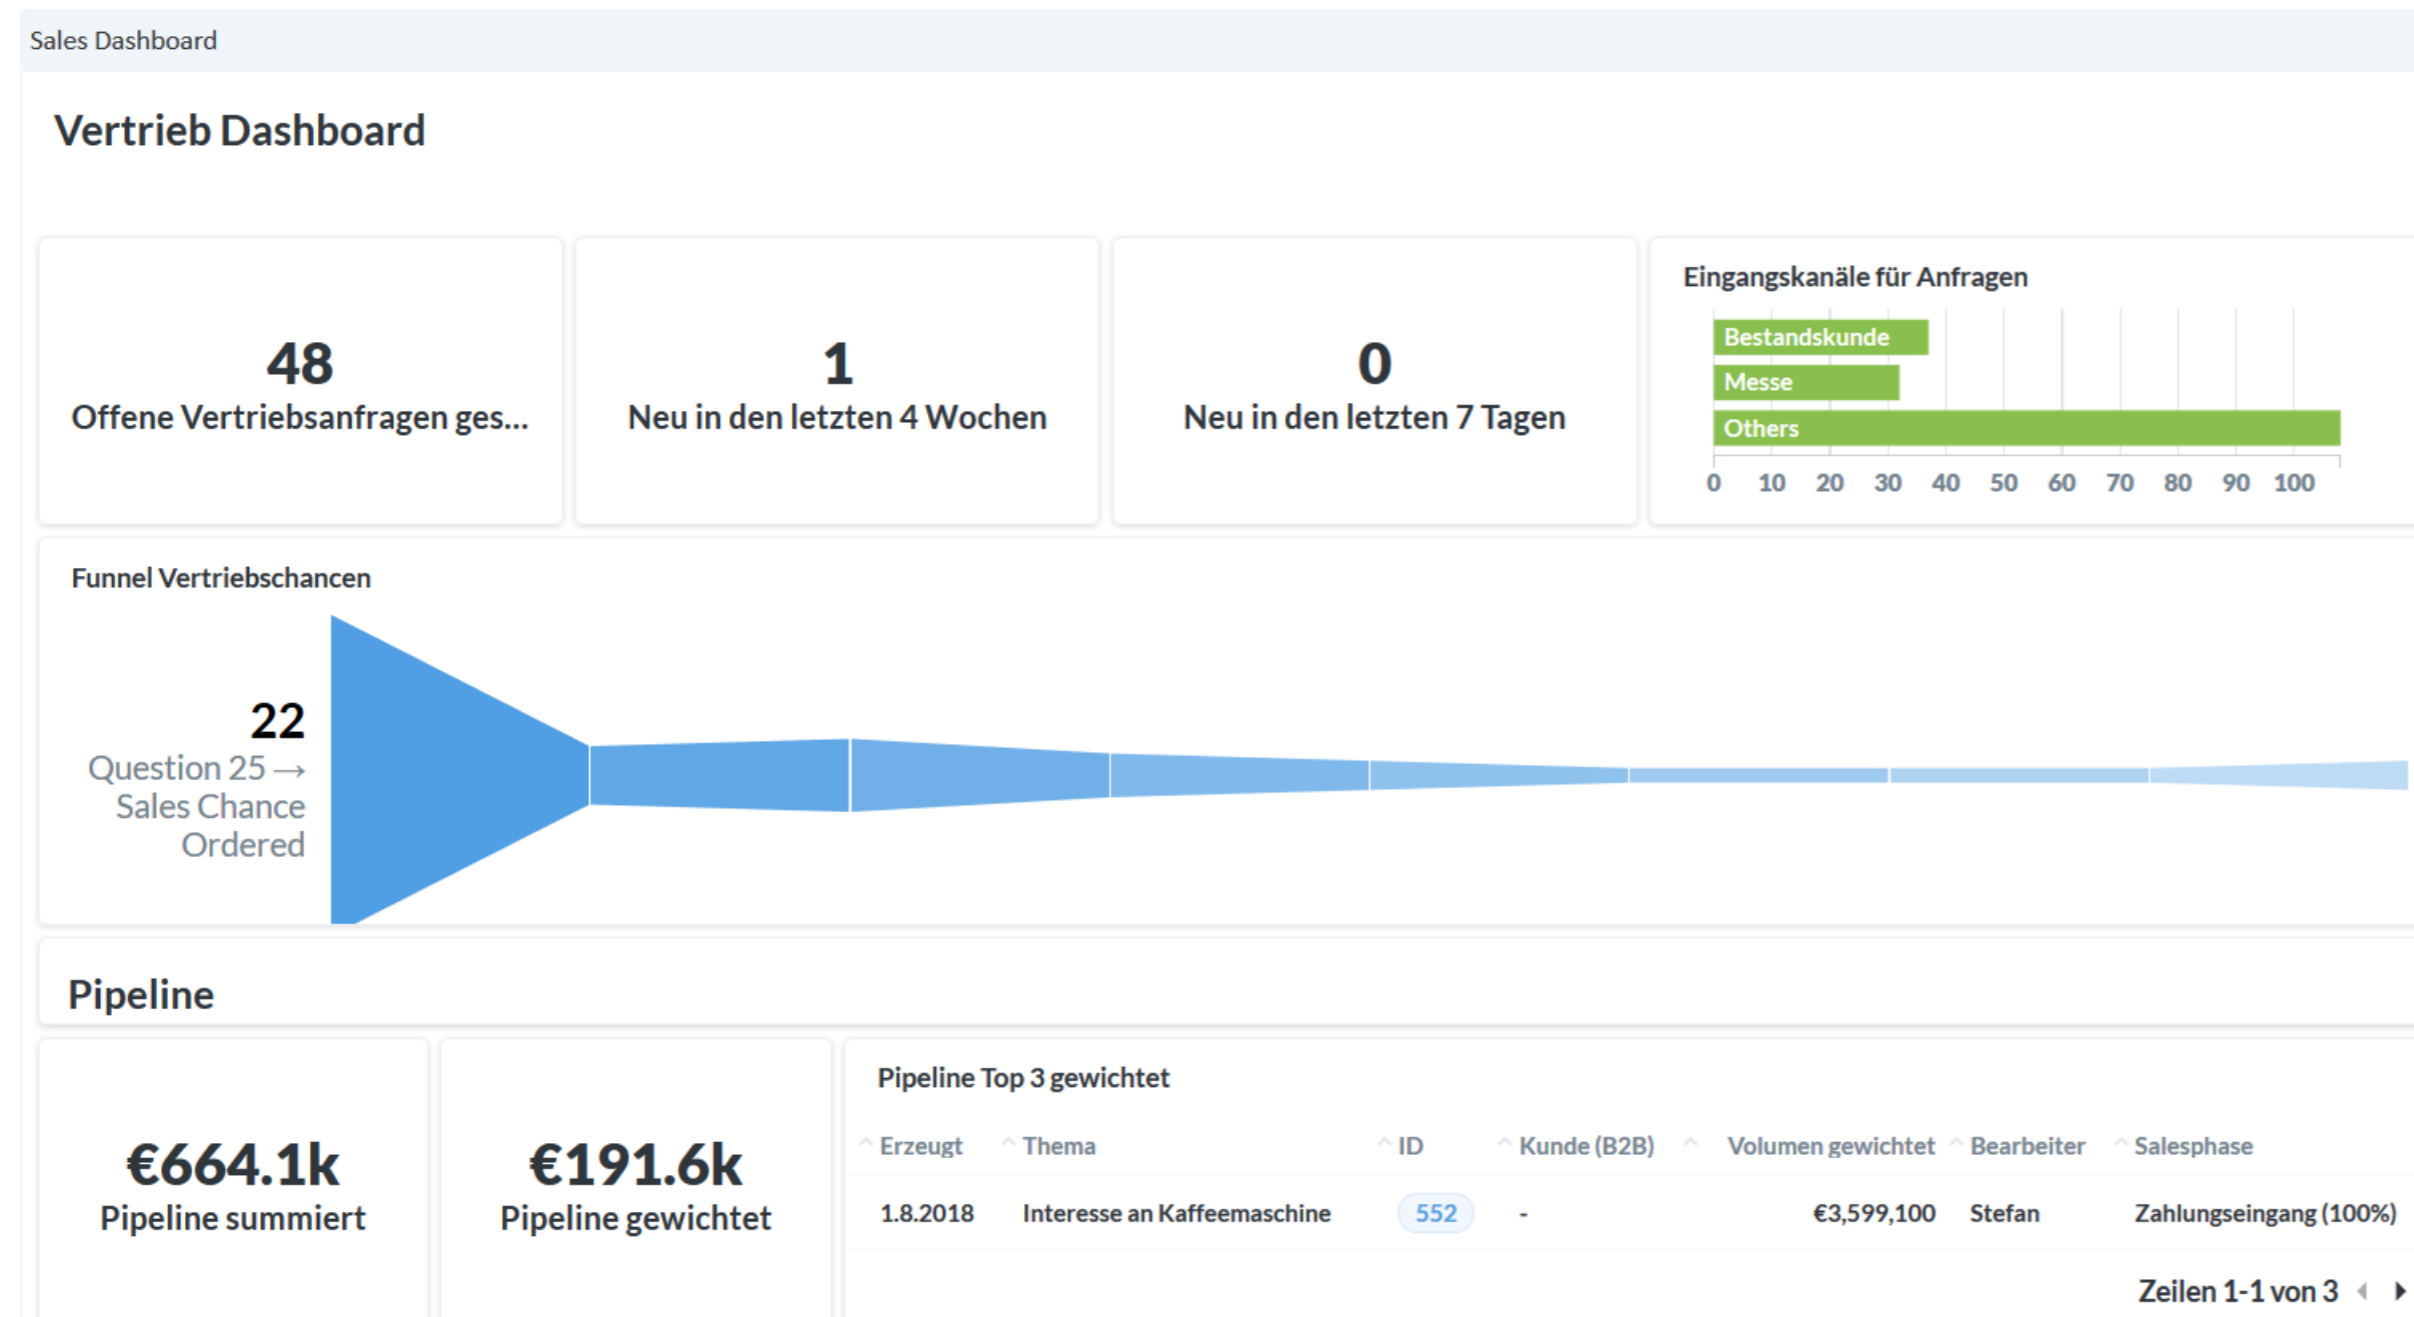 Sales Dashboard
Vertrieb Dashboard
48
Offene Vertriebsanfragen ges...
1
Neu in den letzten 4 Wochen
0
Neu in den letzten 7 Tagen
Eingangskanäle für Anfragen
Bestandskunde
Messe
Others
0 10 20 30 40 50 60 70 80 90 100
Funnel Vertriebschancen
22
Question 25 →
Sales Chance
Ordered
Pipeline
€664.1k
Pipeline summiert
€191.6k
Pipeline gewichtet
Pipeline Top 3 gewichtet
Erzeugt Thema ID Kunde (B2B) Volumen gewichtet Bearbeiter Salesphase
1.8.2018 Interesse an Kaffeemaschine 552 - €3,599,100 Stefan Zahlungseingang (100%)
Zeilen 1-1 von 3